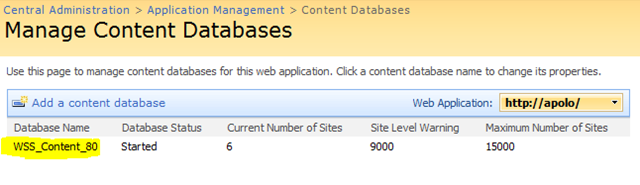 Central Administration > Application Management > Content Databases
Manage Content Databases
Use this page to manage content databases for this web application. Click a content database name to change its properties.
Add a content database Web Application: http://apolo/
Database Name Database Status Current Number of Sites Site Level Warning Maximum Number of Sites
WSS_Content_80 Started 6 9000 15000